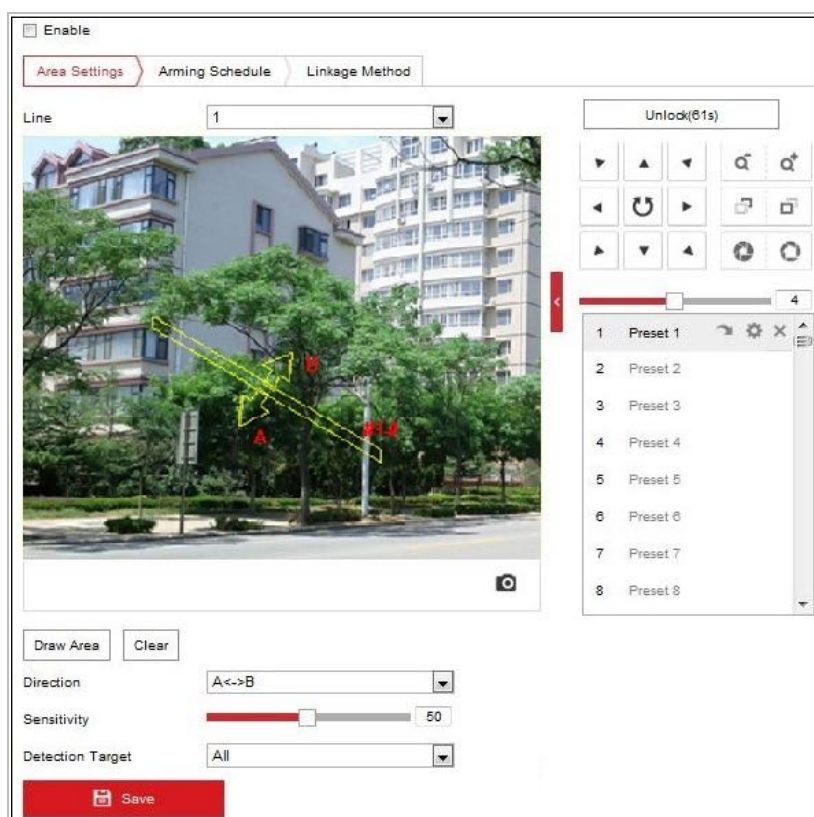 Enable
Area Settings Arming Schedule Linkage Method
Line 1
Unlock(61s)
B
A
#1#
4
1 Preset 1
2 Preset 2
3 Preset 3
4 Preset 4
5 Preset 5
6 Preset 6
7 Preset 7
8 Preset 8
Draw Area Clear
Direction A<->B
Sensitivity 50
Detection Target All
Save